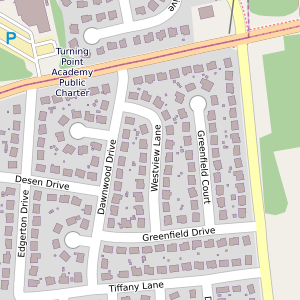 P
Turning
Point
Academy
Public
Charter
Westview Lane
Greenfield Court
Dawnwood Drive
Desen Drive
Edgerton Drive
Greenfield Drive
Tiffany Lane